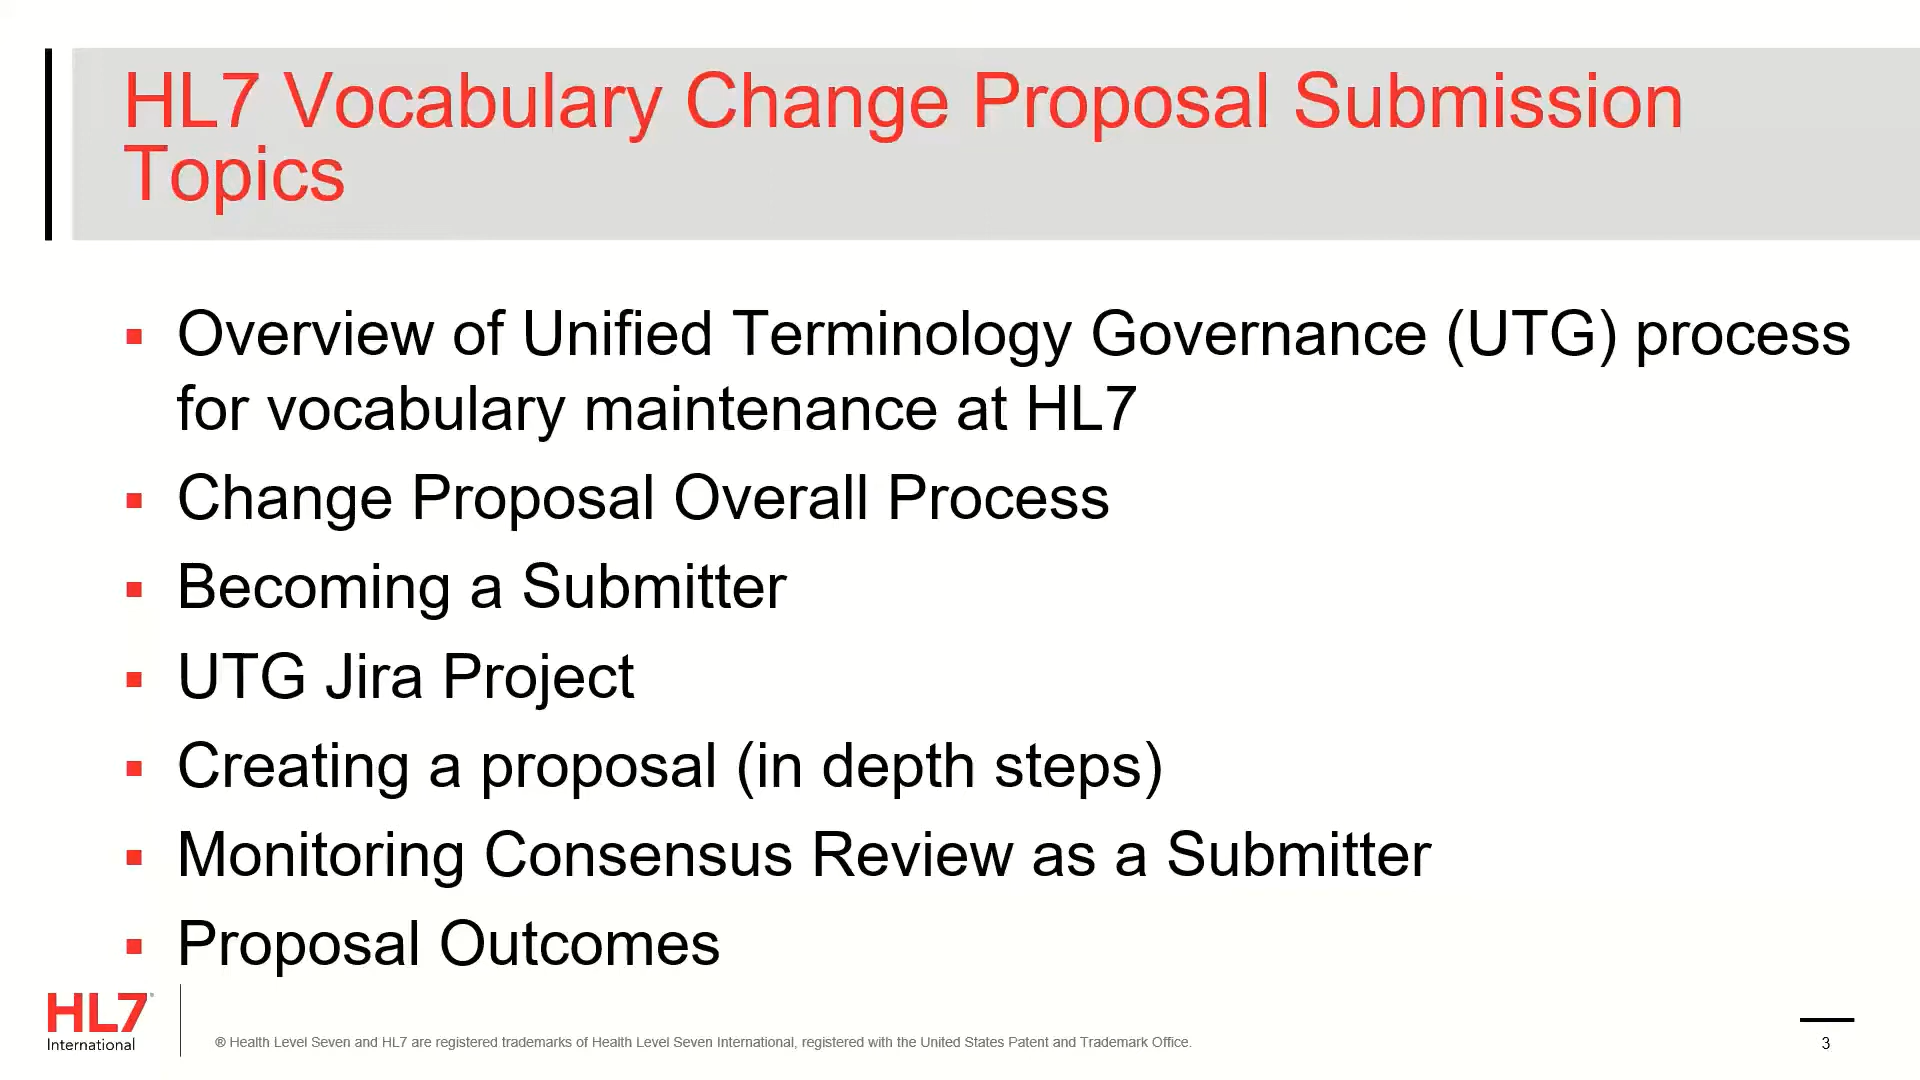 HL7 Vocabulary Change Proposal Submission
Topics
▪ Overview of Unified Terminology Governance (UTG) process
for vocabulary maintenance at HL7
▪ Change Proposal Overall Process
▪ Becoming a Submitter
▪ UTG Jira Project
▪ Creating a proposal (in depth steps)
▪ Monitoring Consensus Review as a Submitter
▪ Proposal Outcomes
HL7
International
® Health Level Seven and HL7 are registered trademarks of Health Level Seven International, registered with the United States Patent and Trademark Office.
3